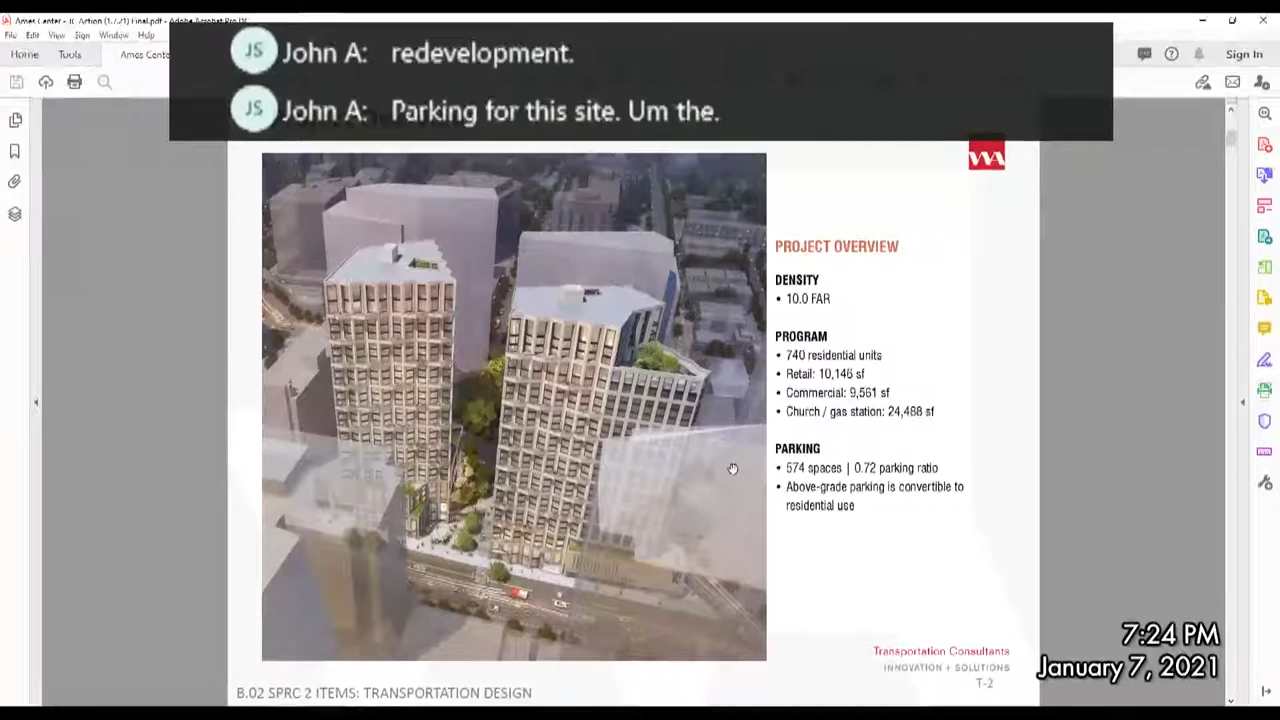 Ames Center - TC Action (1.7.21) Final.pdf - Adobe Acrobat Pro DC
File Edit View Sign Window Help
Home Tools Ames Cente
Sign In
JS John A: redevelopment.
JS John A: Parking for this site. Um the.
PROJECT OVERVIEW
DENSITY
• 10.0 FAR
PROGRAM
• 740 residential units
• Retail: 10,146 sf
• Commercial: 9,561 sf
• Church / gas station: 24,488 sf
PARKING
• 574 spaces | 0.72 parking ratio
• Above-grade parking is convertible to
residential use
Transportation Consultants
INNOVATION + SOLUTIONS
T-2
B.02 SPRC 2 ITEMS: TRANSPORTATION DESIGN
7:24 PM
January 7, 2021